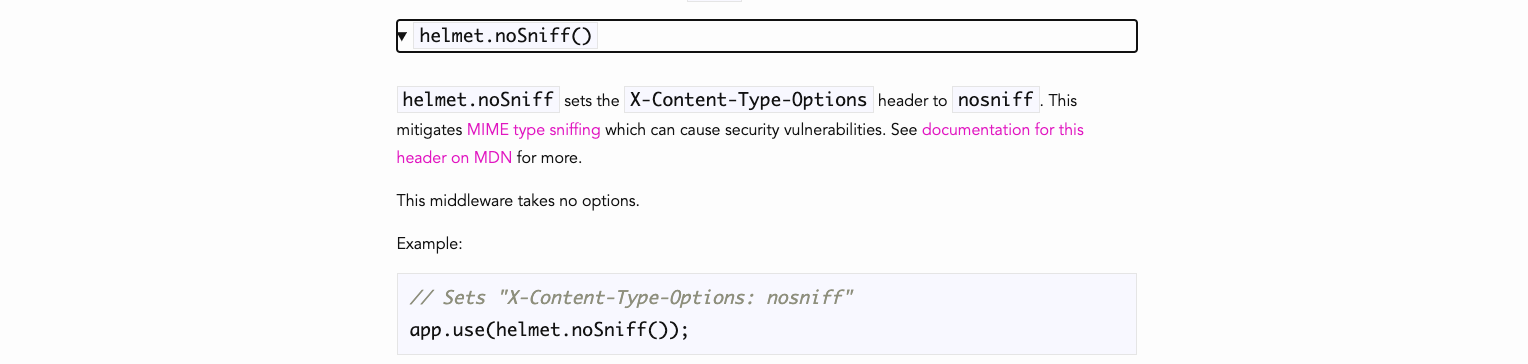 helmet.noSniff()
helmet.noSniff sets the X-Content-Type-Options header to nosniff. This
mitigates MIME type sniffing which can cause security vulnerabilities. See documentation for this
header on MDN for more.
This middleware takes no options.
Example:
// Sets "X-Content-Type-Options: nosniff"
app.use(helmet.noSniff());